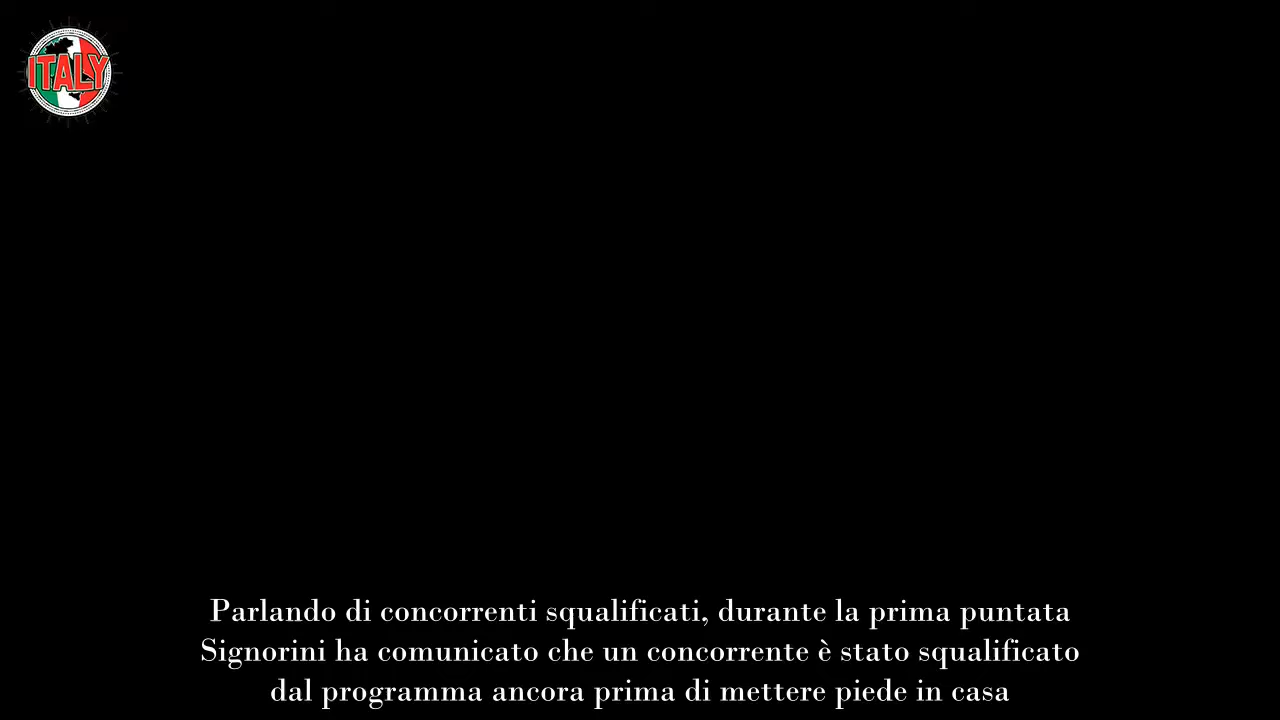 ITALY
Parlando di concorrenti squalificati, durante la prima puntata
Signorini ha comunicato che un concorrente è stato squalificato
dal programma ancora prima di mettere piede in casa